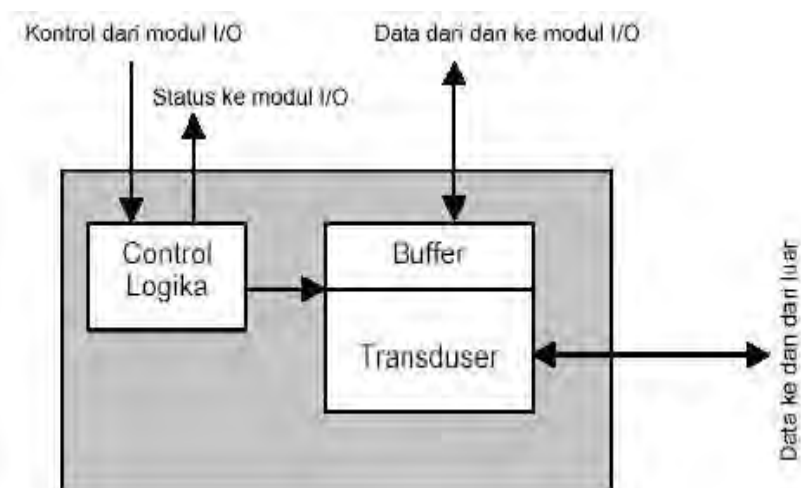 Kontrol dari modul I/O
Data dari dan ke modul I/O
Status ke modul I/O
Control
Logika
Buffer
Transduser
Data ke dan dari luar